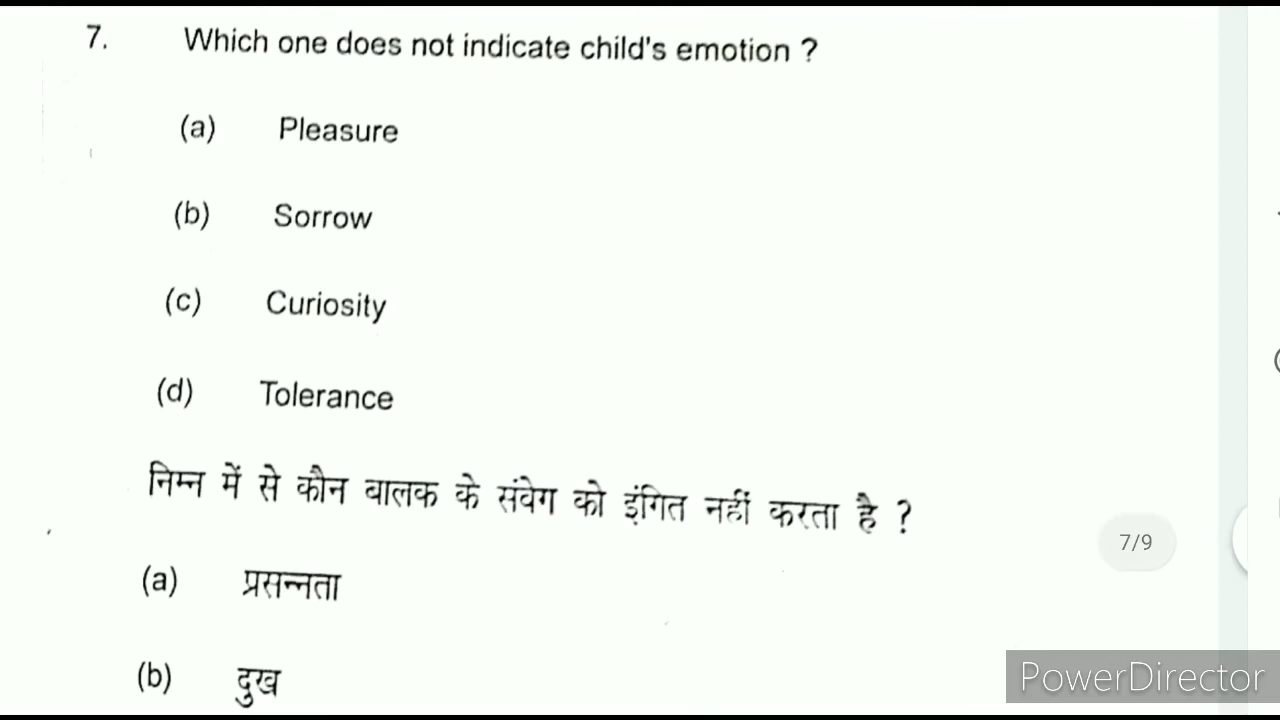 7. Which one does not indicate child's emotion ?
(a) Pleasure
(b) Sorrow
(c) Curiosity
(d) Tolerance
निम्न में से कौन बालक के संवेग को इंगित नहीं करता है ?
7/9
(a) प्रसन्नता
(b) दुख
PowerDirector